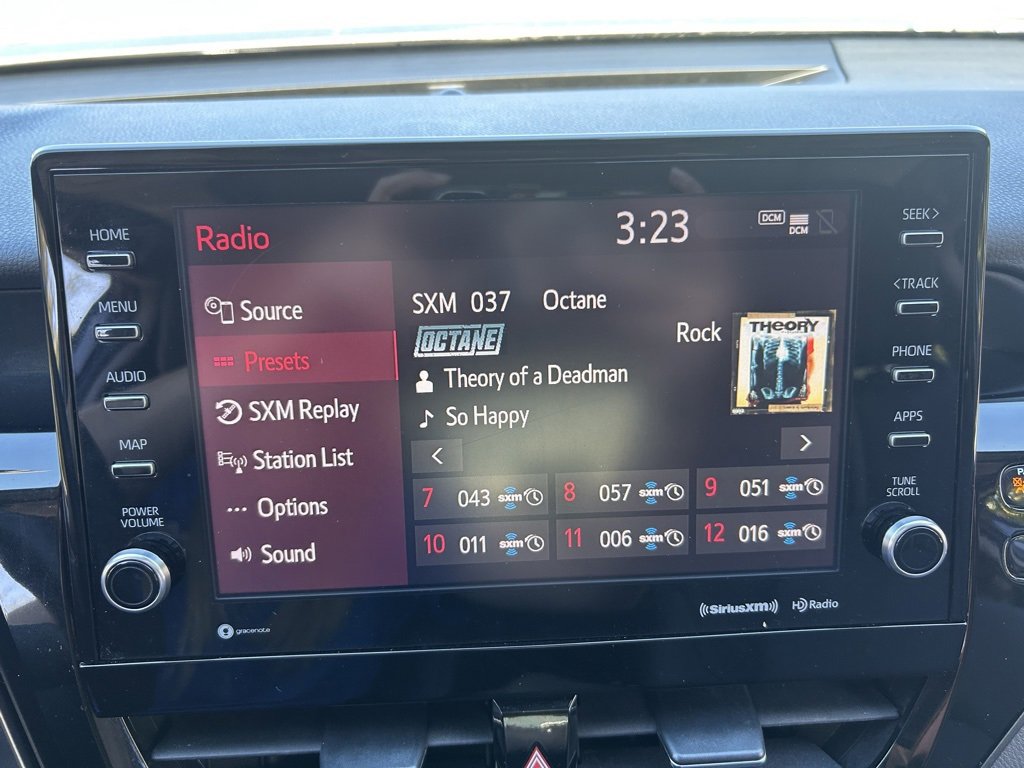 HOME
MENU
AUDIO
MAP
POWER
VOLUME
Radio
3:23
DCM
DCM
Source
Presets
SXM Replay
Station List
Options
Sound
SXM 037 Octane
OCTANE
Rock
THEORY
Theory of a Deadman
So Happy
<
>
7 043 sxm
8 057 sxm
9 051 sxm
10 011 sxm
11 006 sxm
12 016 sxm
SEEK >
< TRACK
PHONE
APPS
TUNE
SCROLL
gracenote
((SiriusXM))
HD Radio